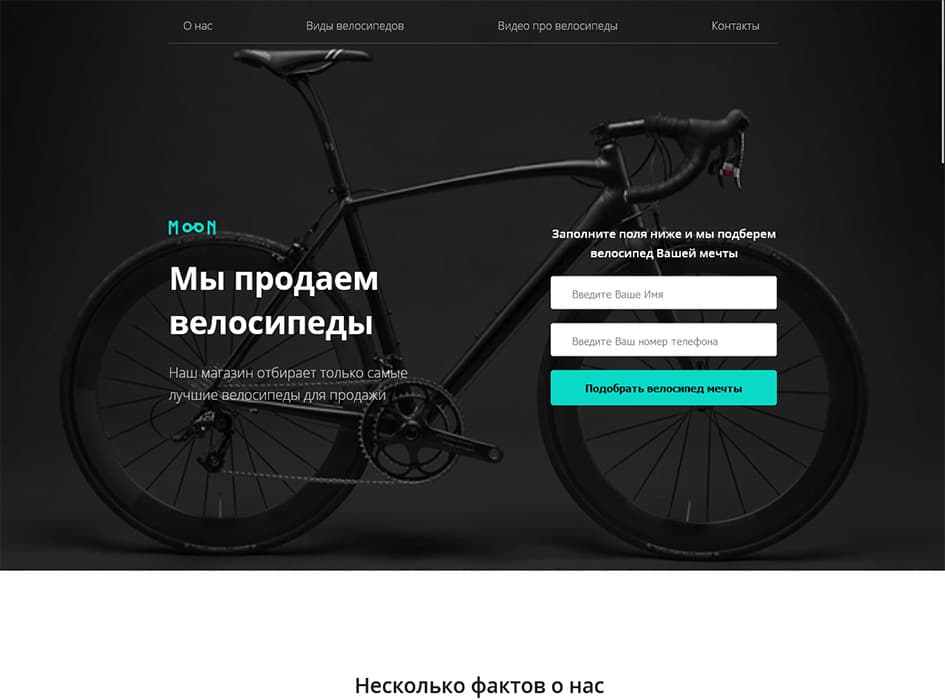 О нас Виды велосипедов Видео про велосипеды Контакты
MOON
Мы продаем
велосипеды
Наш магазин отбирает только самые
лучшие велосипеды для продажи
Заполните поля ниже и мы подберем
велосипед Вашей мечты
Введите Ваше Имя
Введите Ваш номер телефона
Подобрать велосипед мечты
Несколько фактов о нас